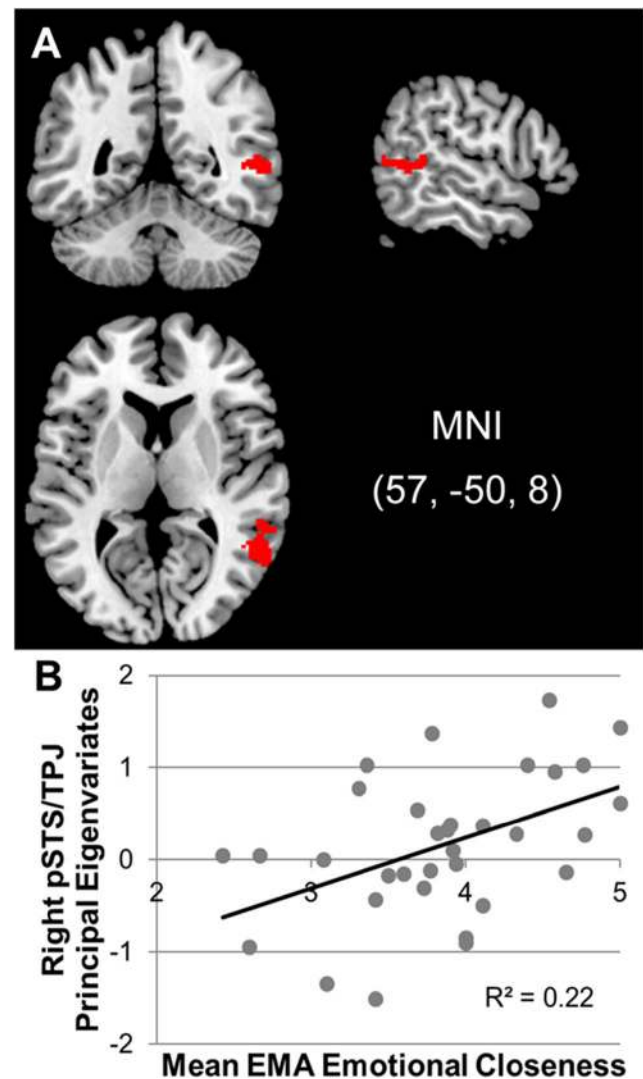 A
MNI
(57, -50, 8)
B
Right pSTS/TPJ
Principal Eigenvariates
2
1
0
-1
-2
2
3
4
5
R² = 0.22
Mean EMA Emotional Closeness